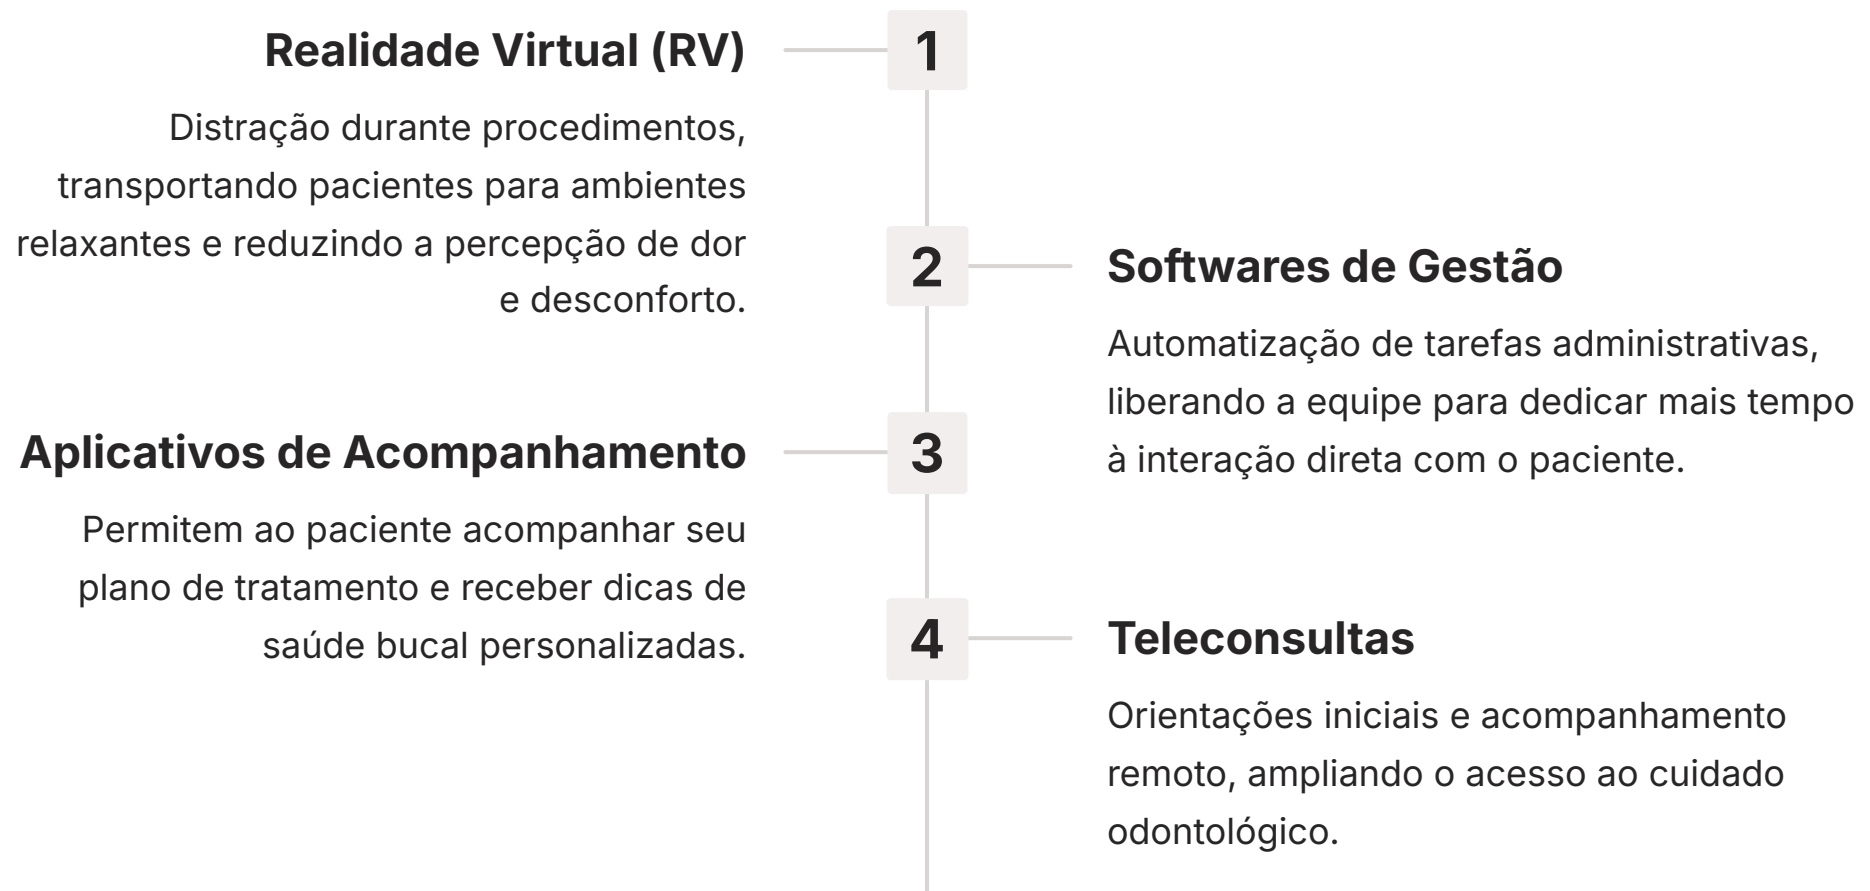 1
Realidade Virtual (RV)
Distração durante procedimentos,
transportando pacientes para ambientes
relaxantes e reduzindo a percepção de dor
e desconforto.
2
Softwares de Gestão
Automatização de tarefas administrativas,
liberando a equipe para dedicar mais tempo
à interação direta com o paciente.
3
Aplicativos de Acompanhamento
Permitem ao paciente acompanhar seu
plano de tratamento e receber dicas de
saúde bucal personalizadas.
4
Teleconsultas
Orientações iniciais e acompanhamento
remoto, ampliando o acesso ao cuidado
odontológico.